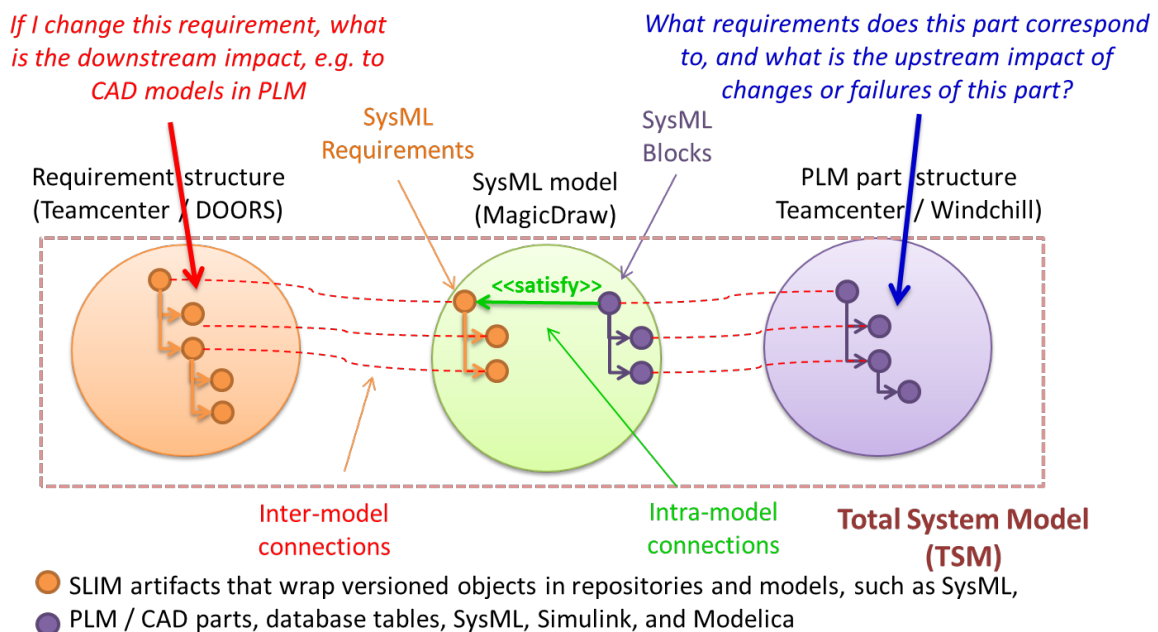 If I change this requirement, what
is the downstream impact, e.g. to
CAD models in PLM
What requirements does this part correspond
to, and what is the upstream impact of
changes or failures of this part?
SysML
Requirements
SysML
Blocks
Requirement structure
(Teamcenter / DOORS)
SysML model
(MagicDraw)
PLM part structure
Teamcenter / Windchill)
<<satisfy>>
Inter-model
connections
Intra-model
connections
Total System Model
(TSM)
SLIM artifacts that wrap versioned objects in repositories and models, such as SysML,
PLM / CAD parts, database tables, SysML, Simulink, and Modelica